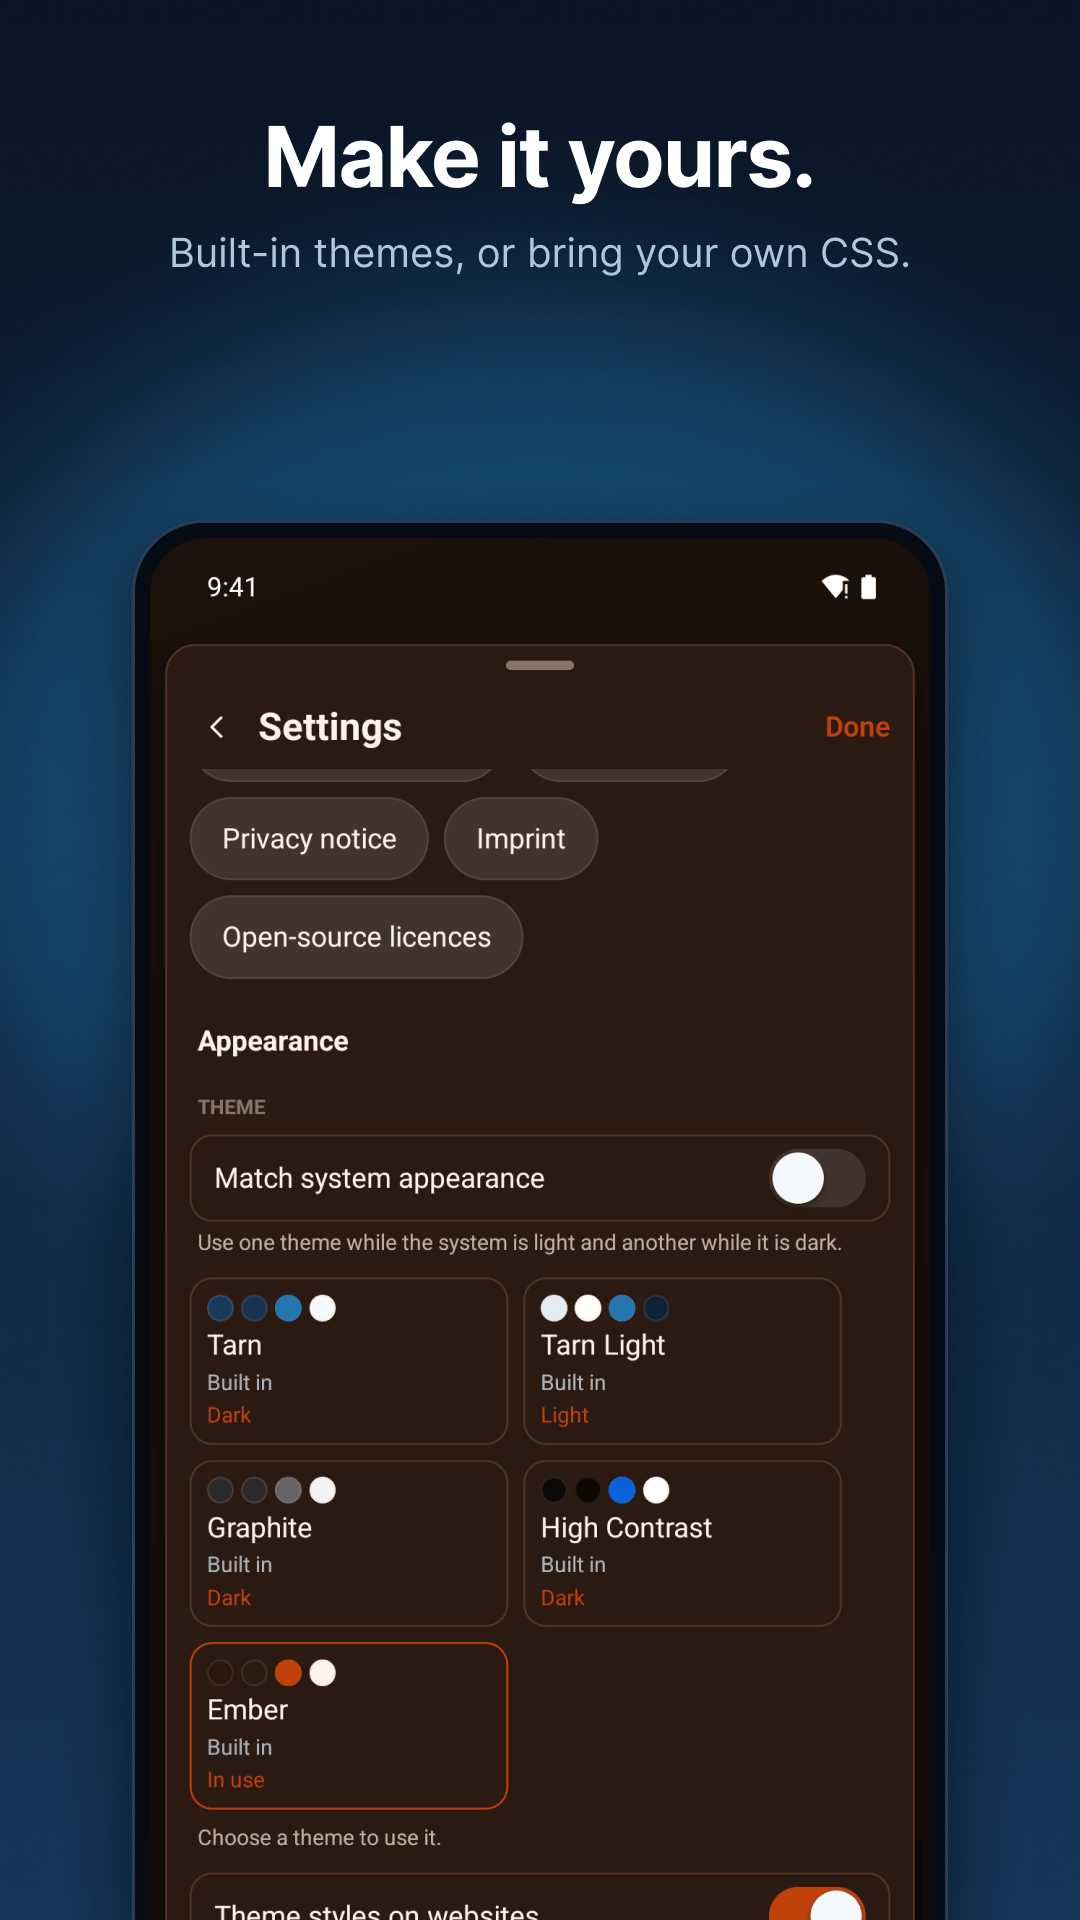 Make it yours.
Built-in themes, or bring your own CSS.
9:41
Settings
Done
Privacy notice
Imprint
Open-source licences
Appearance
THEME
Match system appearance
Use one theme while the system is light and another while it is dark.
Tarn
Built in
Dark
Tarn Light
Built in
Light
Graphite
Built in
Dark
High Contrast
Built in
Dark
Ember
Built in
In use
Choose a theme to use it.
Theme styles on websites